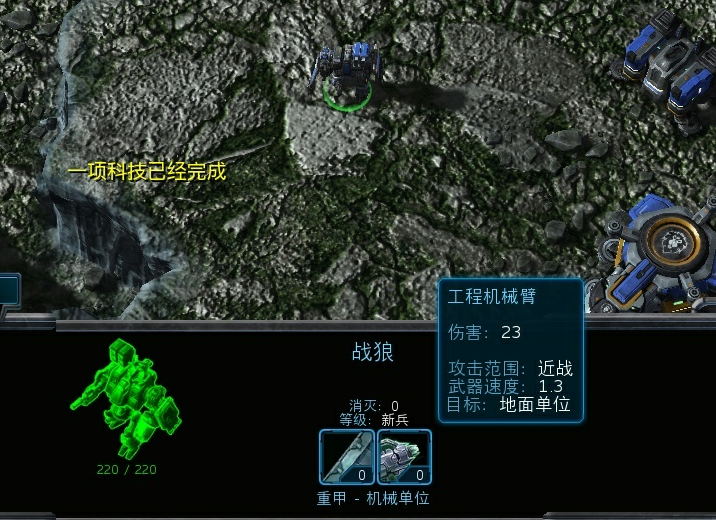 一项科技已经完成
工程机械臂
伤害：23
攻击范围：近战
武器速度：1.3
目标：地面单位
战狼
消灭：0
等级：新兵
0 0
220 / 220
重甲 - 机械单位